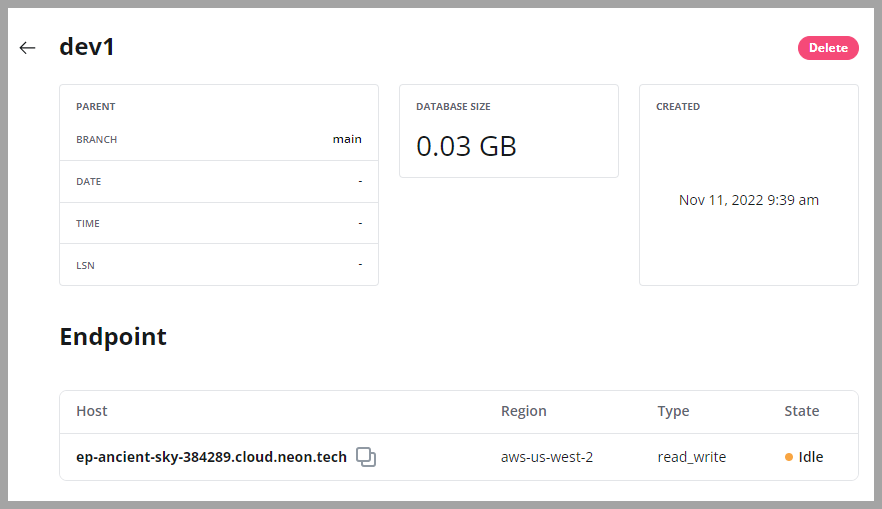 dev1
Delete
PARENT
BRANCH main
DATE -
TIME -
LSN -
DATABASE SIZE
0.03 GB
CREATED
Nov 11, 2022 9:39 am
Endpoint
Host Region Type State
ep-ancient-sky-384289.cloud.neon.tech aws-us-west-2 read_write Idle